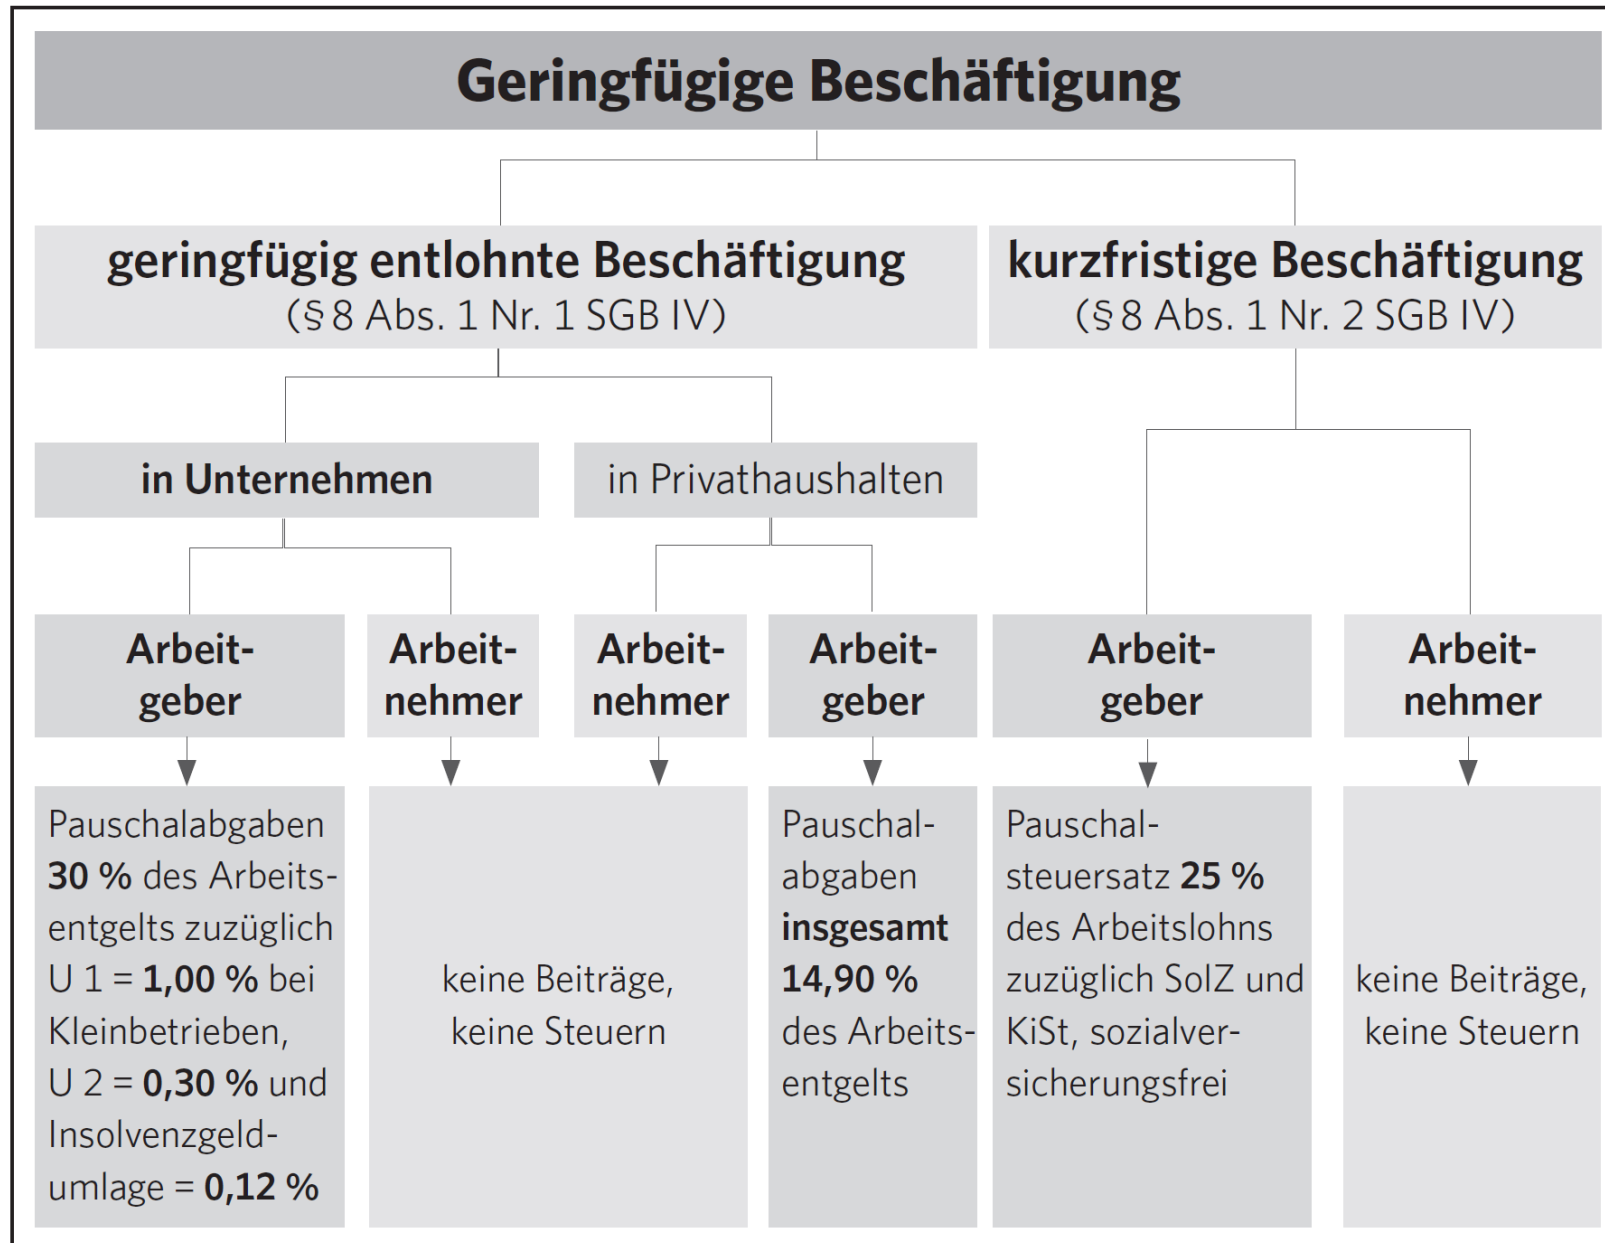 Geringfügige Beschäftigung
geringfügig entlohnte Beschäftigung
(§ 8 Abs. 1 Nr. 1 SGB IV)
kurzfristige Beschäftigung
(§ 8 Abs. 1 Nr. 2 SGB IV)
in Unternehmen
in Privathaushalten
Arbeit-
geber
Arbeit-
nehmer
Arbeit-
nehmer
Arbeit-
geber
Arbeit-
geber
Arbeit-
nehmer
Pauschalabgaben
30 % des Arbeits-
entgelts zuzüglich
U 1 = 1,00 % bei
Kleinbetrieben,
U 2 = 0,30 % und
Insolvenzgeld-
umlage = 0,12 %
keine Beiträge,
keine Steuern
Pauschal-
abgaben
insgesamt
14,90 %
des Arbeits-
entgelts
Pauschal-
steuersatz 25 %
des Arbeitslohns
zuzüglich SolZ und
KiSt, sozialver-
sicherungsfrei
keine Beiträge,
keine Steuern